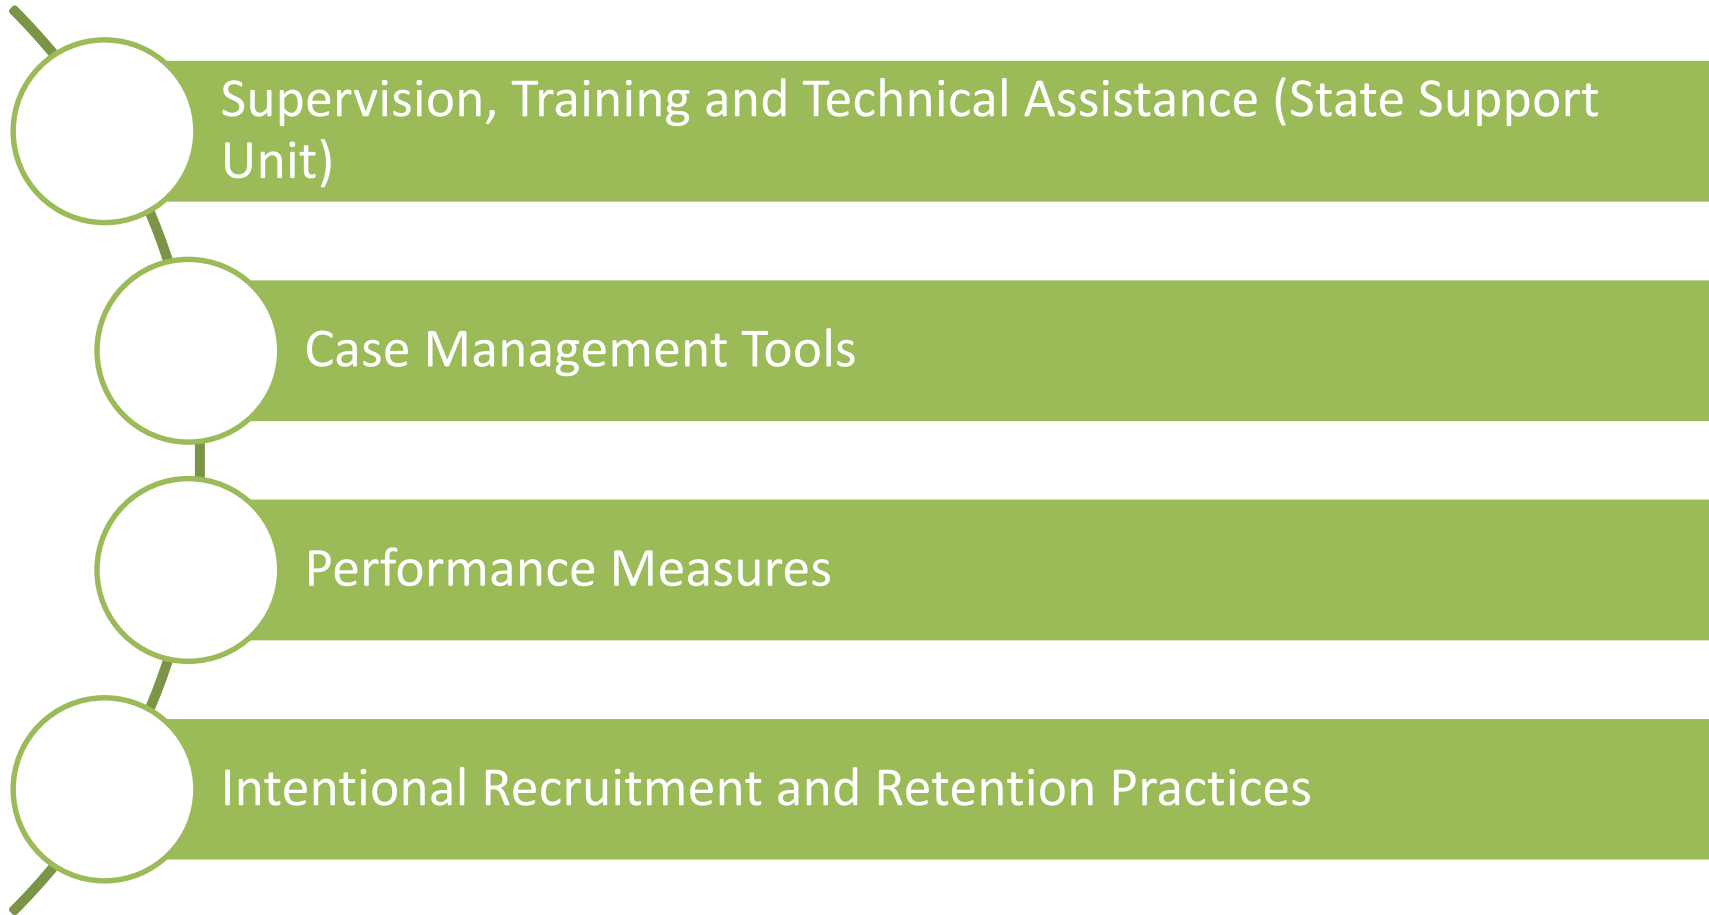 Supervision, Training and Technical Assistance (State Support
Unit)
Case Management Tools
Performance Measures
Intentional Recruitment and Retention Practices